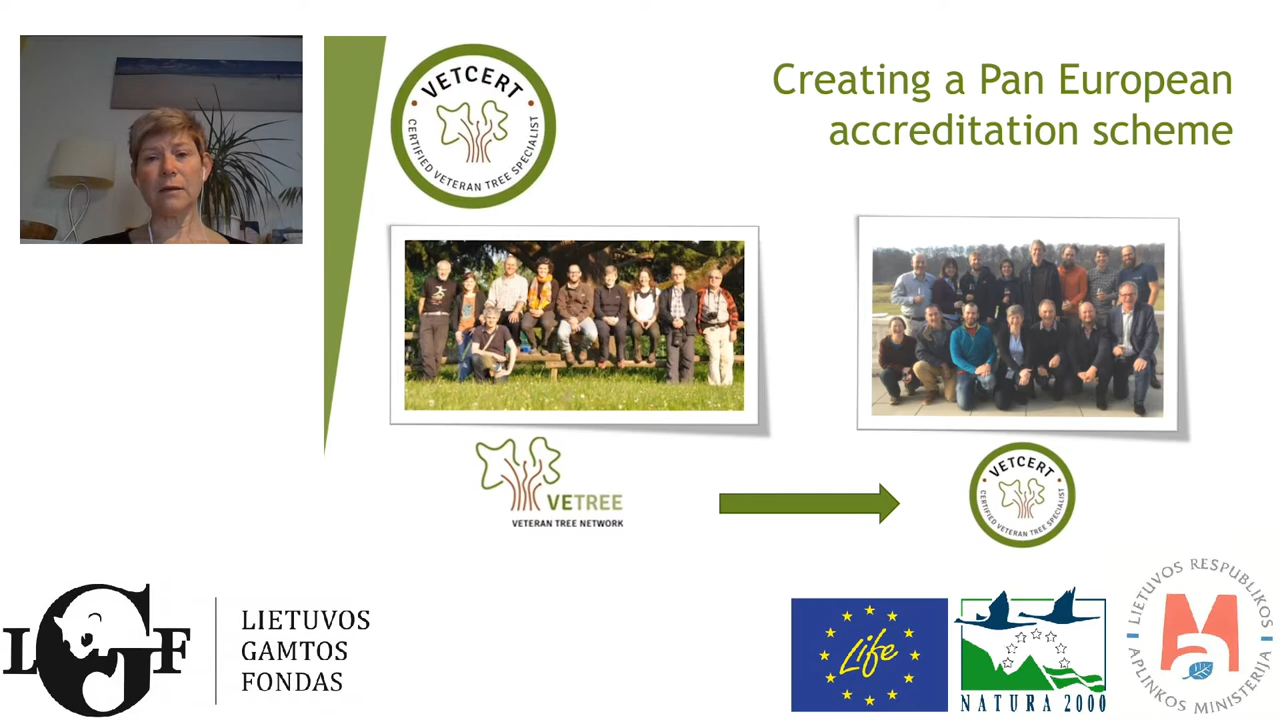 VETCERT
CERTIFIED VETERAN TREE SPECIALIST
Creating a Pan European
accreditation scheme
VETREE
VETERAN TREE NETWORK
VETCERT
CERTIFIED VETERAN TREE SPECIALIST
LGF
LIETUVOS
GAMTOS
FONDAS
Life
NATURA 2000
LIETUVOS RESPUBLIKOS
APLINKOS MINISTERIJA